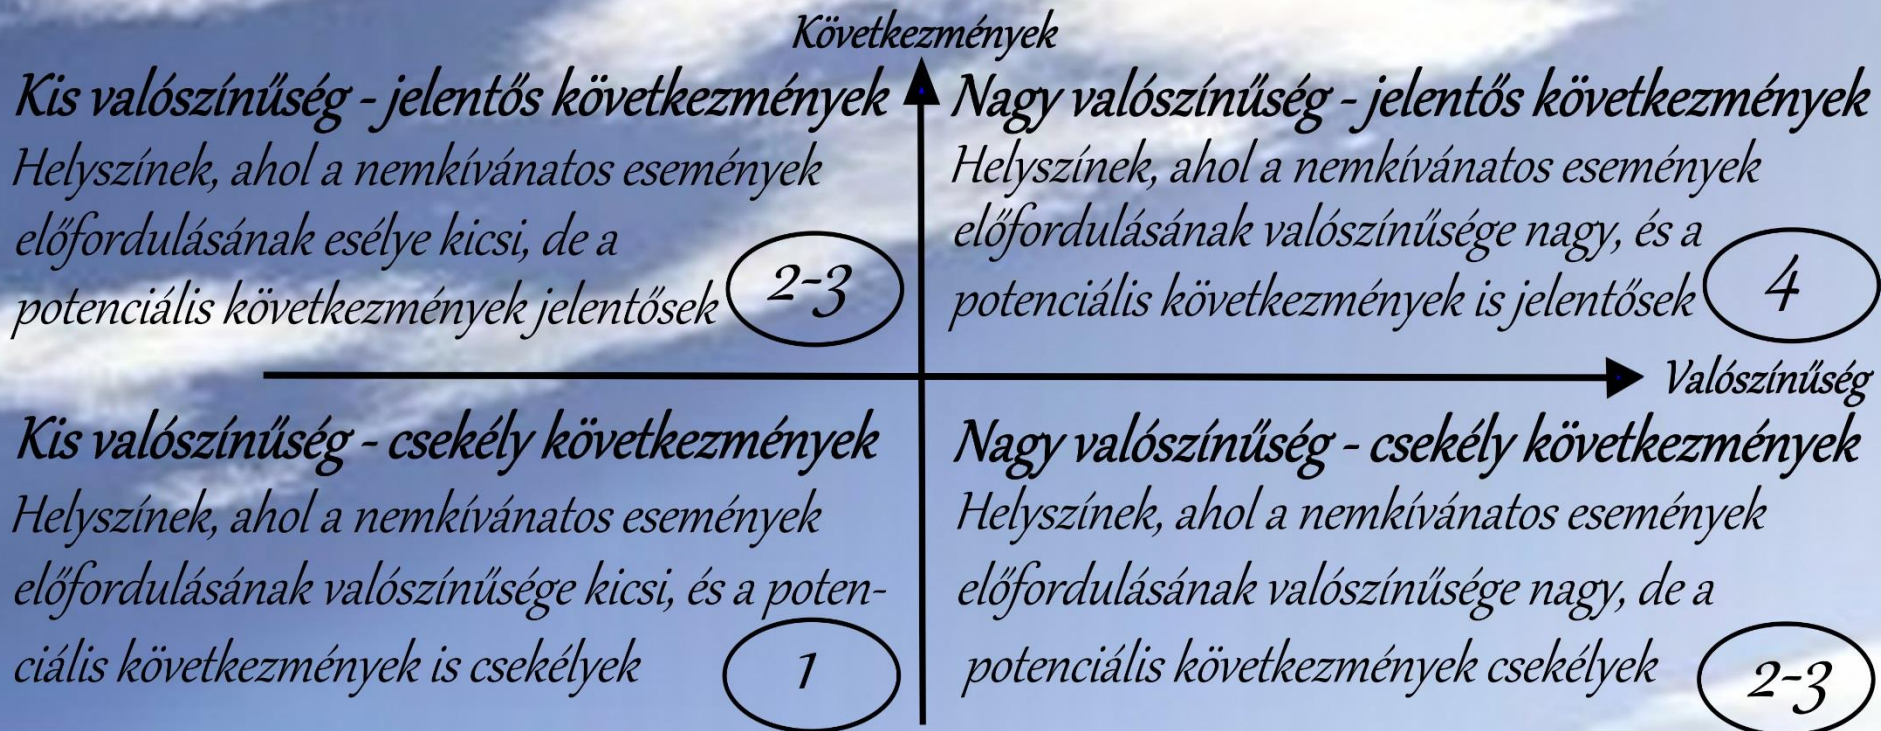 Következmények
Kis valószínűség - jelentős következmények
Helyszínek, ahol a nemkívánatos események
előfordulásának esélye kicsi, de a
potenciális következmények jelentősek
2-3
Nagy valószínűség - jelentős következmények
Helyszínek, ahol a nemkívánatos események
előfordulásának valószínűsége nagy, és a
potenciális következmények is jelentősek
4
Valószínűség
Kis valószínűség - csekély következmények
Helyszínek, ahol a nemkívánatos események
előfordulásának valószínűsége kicsi, és a poten-
ciális következmények is csekélyek
1
Nagy valószínűség - csekély következmények
Helyszínek, ahol a nemkívánatos események
előfordulásának valószínűsége nagy, de a
potenciális következmények csekélyek
2-3